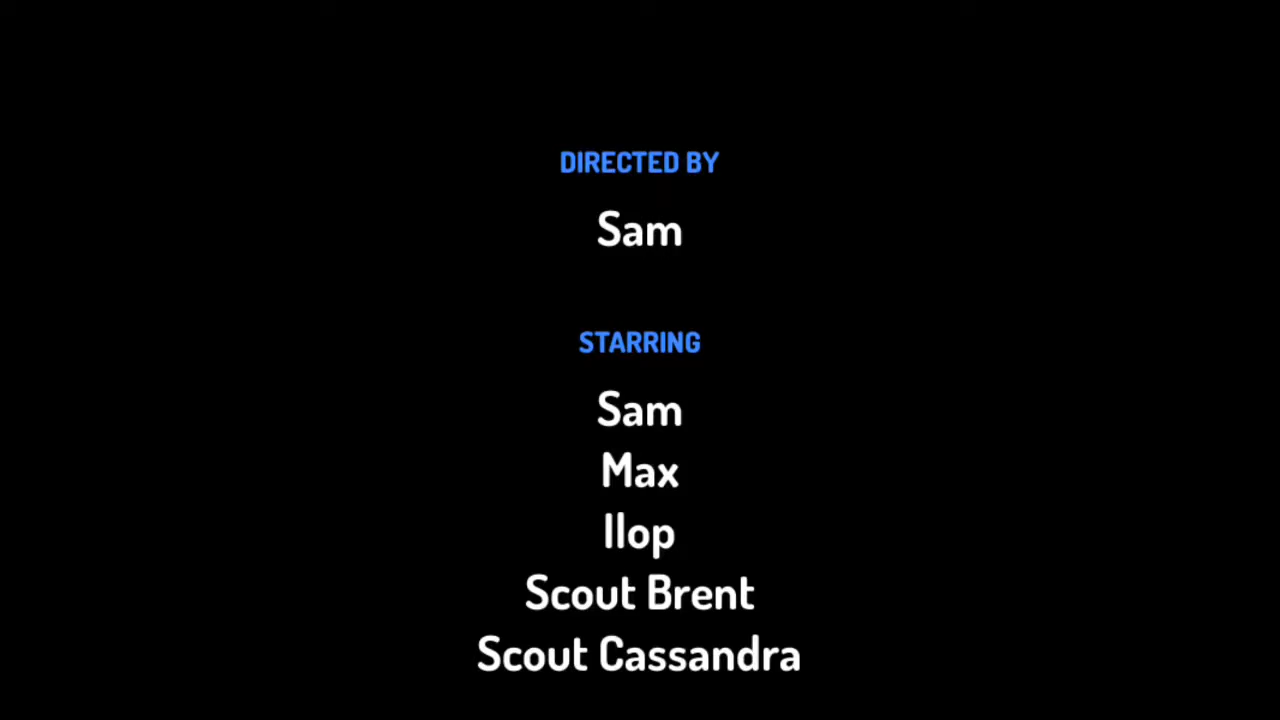 DIRECTED BY
Sam
STARRING
Sam
Max
Ilop
Scout Brent
Scout Cassandra